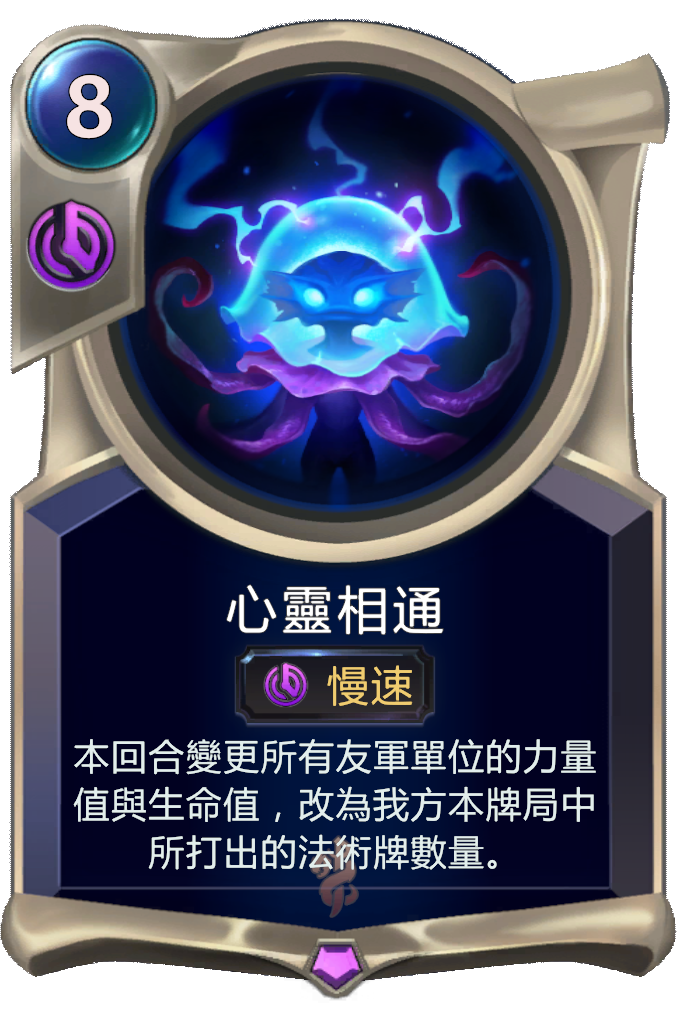 8
心靈相通
慢速
本回合變更所有友軍單位的力量
值與生命值，改為我方本牌局中
所打出的法術牌數量。